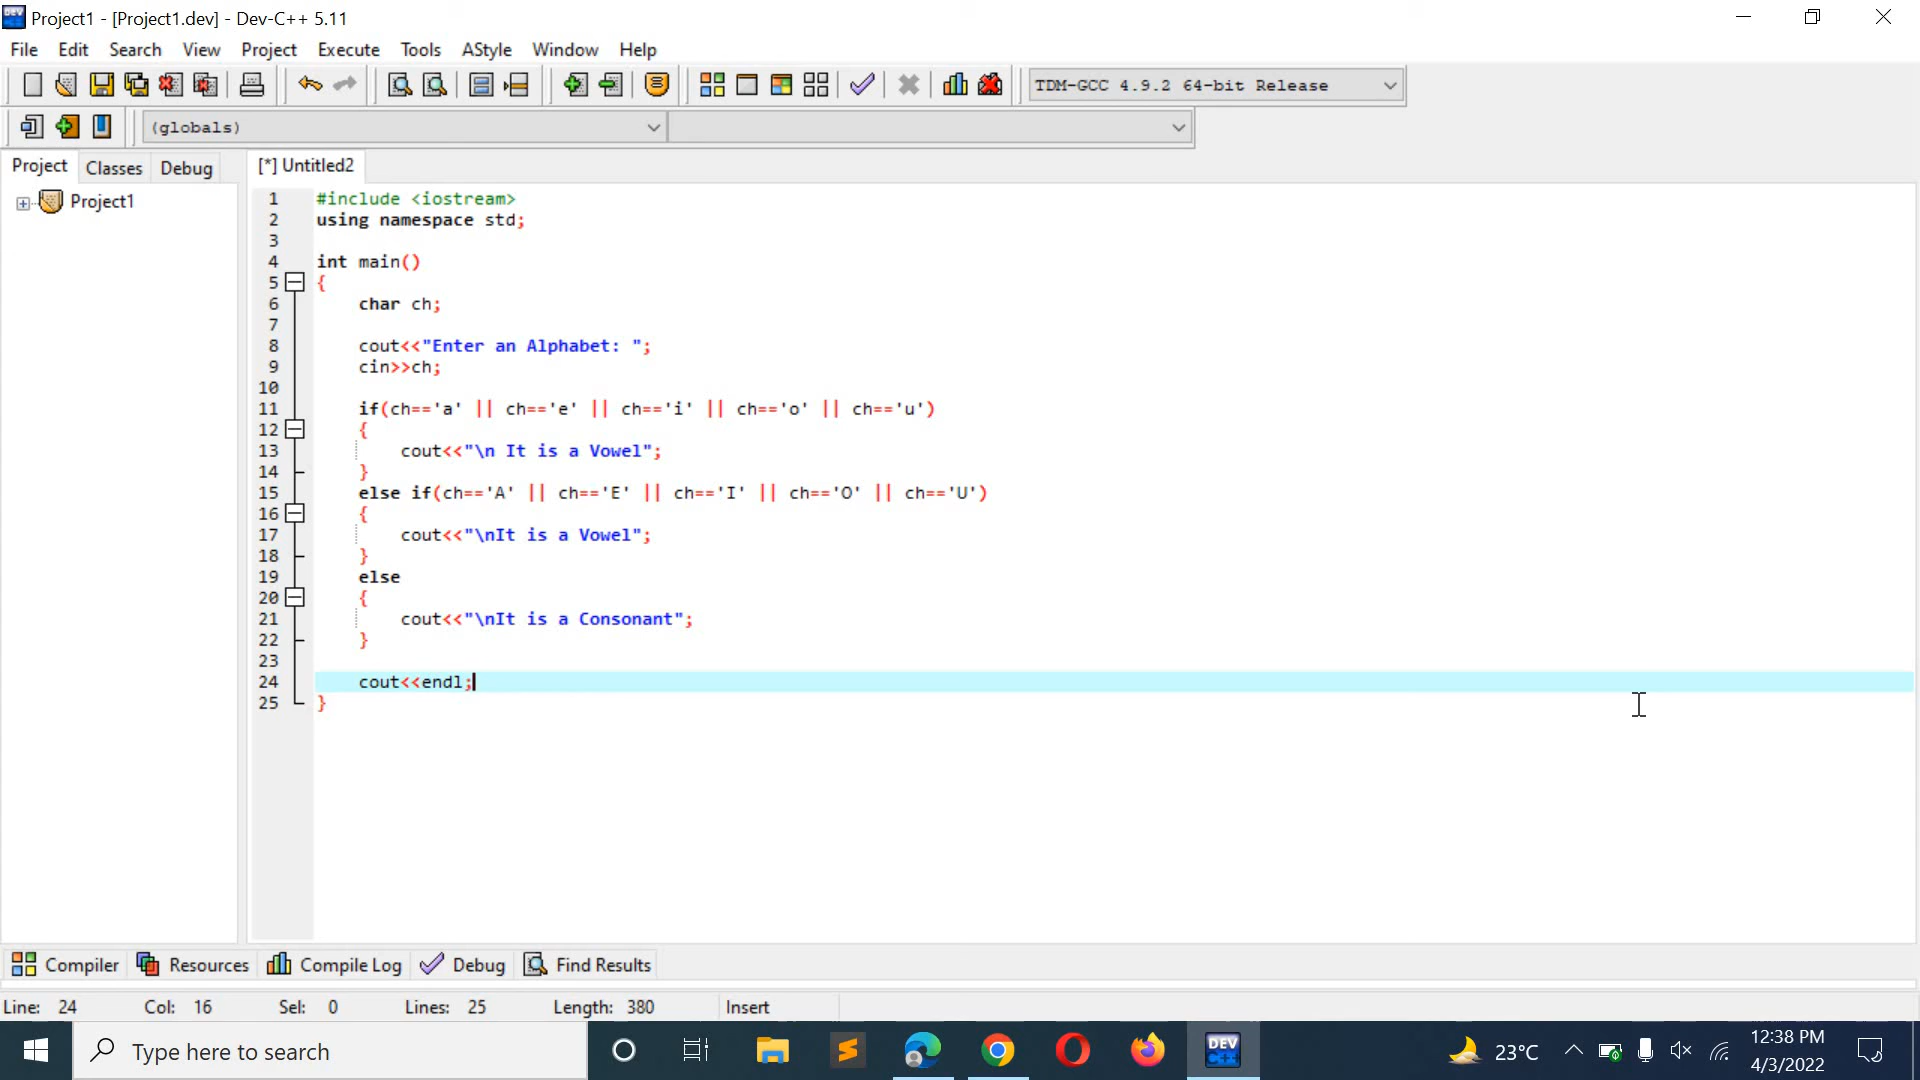 Project1 - [Project1.dev] - Dev-C++ 5.11
File Edit Search View Project Execute Tools AStyle Window Help
TDM-GCC 4.9.2 64-bit Release
(globals)
Project Classes Debug [*] Untitled2
Project1
1 #include <iostream>
2 using namespace std;
3
4 int main()
5 {
6 char ch;
7
8 cout<<"Enter an Alphabet: ";
9 cin>>ch;
10
11 if(ch=='a' || ch=='e' || ch=='i' || ch=='o' || ch=='u')
12 {
13 cout<<"\n It is a Vowel";
14 }
15 else if(ch=='A' || ch=='E' || ch=='I' || ch=='O' || ch=='U')
16 {
17 cout<<"\nIt is a Vowel";
18 }
19 else
20 {
21 cout<<"\nIt is a Consonant";
22 }
23
24 cout<<endl;
25 }
Compiler Resources Compile Log Debug Find Results
Line: 24 Col: 16 Sel: 0 Lines: 25 Length: 380 Insert
Type here to search
DEV C++
23°C
12:38 PM
4/3/2022